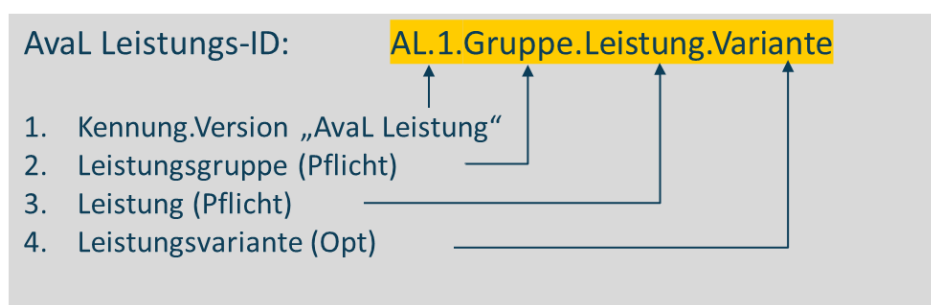 AvaL Leistungs-ID: AL.1.Gruppe.Leistung.Variante
1. Kennung.Version „AvaL Leistung“
2. Leistungsgruppe (Pflicht)
3. Leistung (Pflicht)
4. Leistungsvariante (Opt)